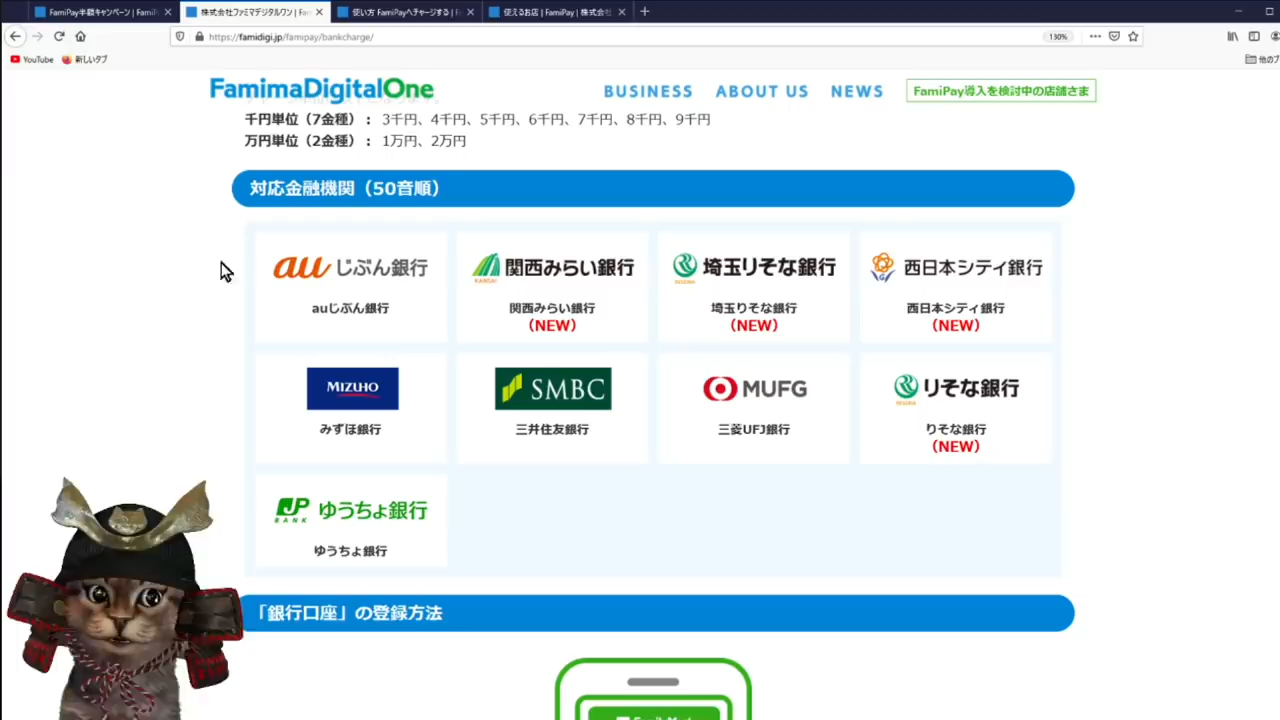 FamiPay半額キャンペーン | FamiP
株式会社ファミマデジタルワン | Fam
使い方 FamiPayへチャージする | F
使えるお店 | FamiPay | 株式会社
https://famidigi.jp/famipay/bankcharge/
130%
YouTube
新しいタブ
他のブ
FamimaDigitalOne
BUSINESS
ABOUT US
NEWS
FamiPay導入を検討中の店舗さま
千円単位（7金種）： 3千円、4千円、5千円、6千円、7千円、8千円、9千円
万円単位（2金種）： 1万円、2万円
対応金融機関（50音順）
au じぶん銀行
関西みらい銀行
埼玉りそな銀行
西日本シティ銀行
auじぶん銀行
関西みらい銀行
（NEW）
埼玉りそな銀行
（NEW）
西日本シティ銀行
（NEW）
MIZUHO
SMBC
MUFG
りそな銀行
みずほ銀行
三井住友銀行
三菱UFJ銀行
りそな銀行
（NEW）
JP BANK ゆうちょ銀行
ゆうちょ銀行
「銀行口座」の登録方法